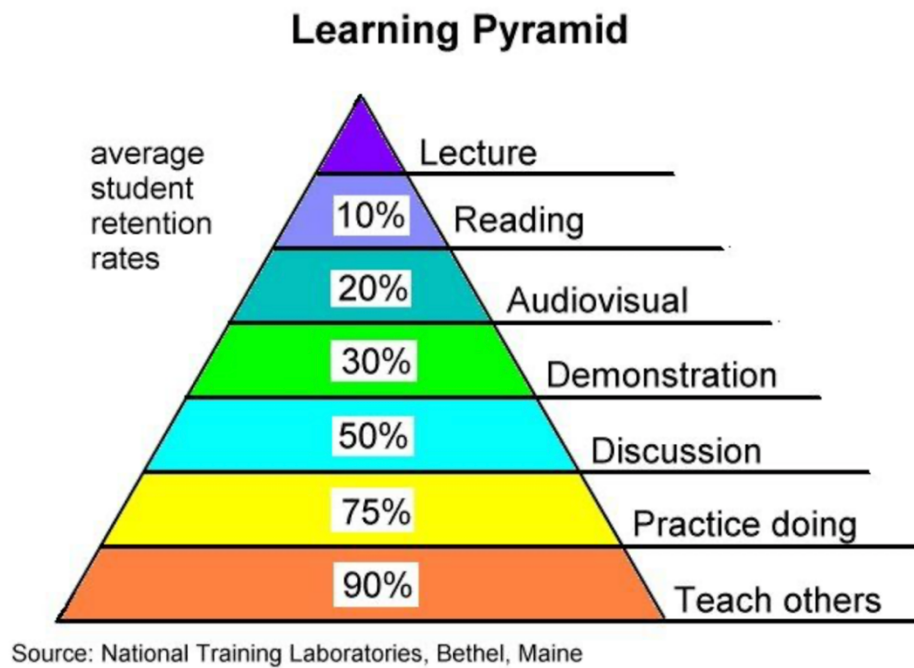 Learning Pyramid
average
student
retention
rates
Lecture
10%
Reading
20%
Audiovisual
30%
Demonstration
50%
Discussion
75%
Practice doing
90%
Teach others
Source: National Training Laboratories, Bethel, Maine